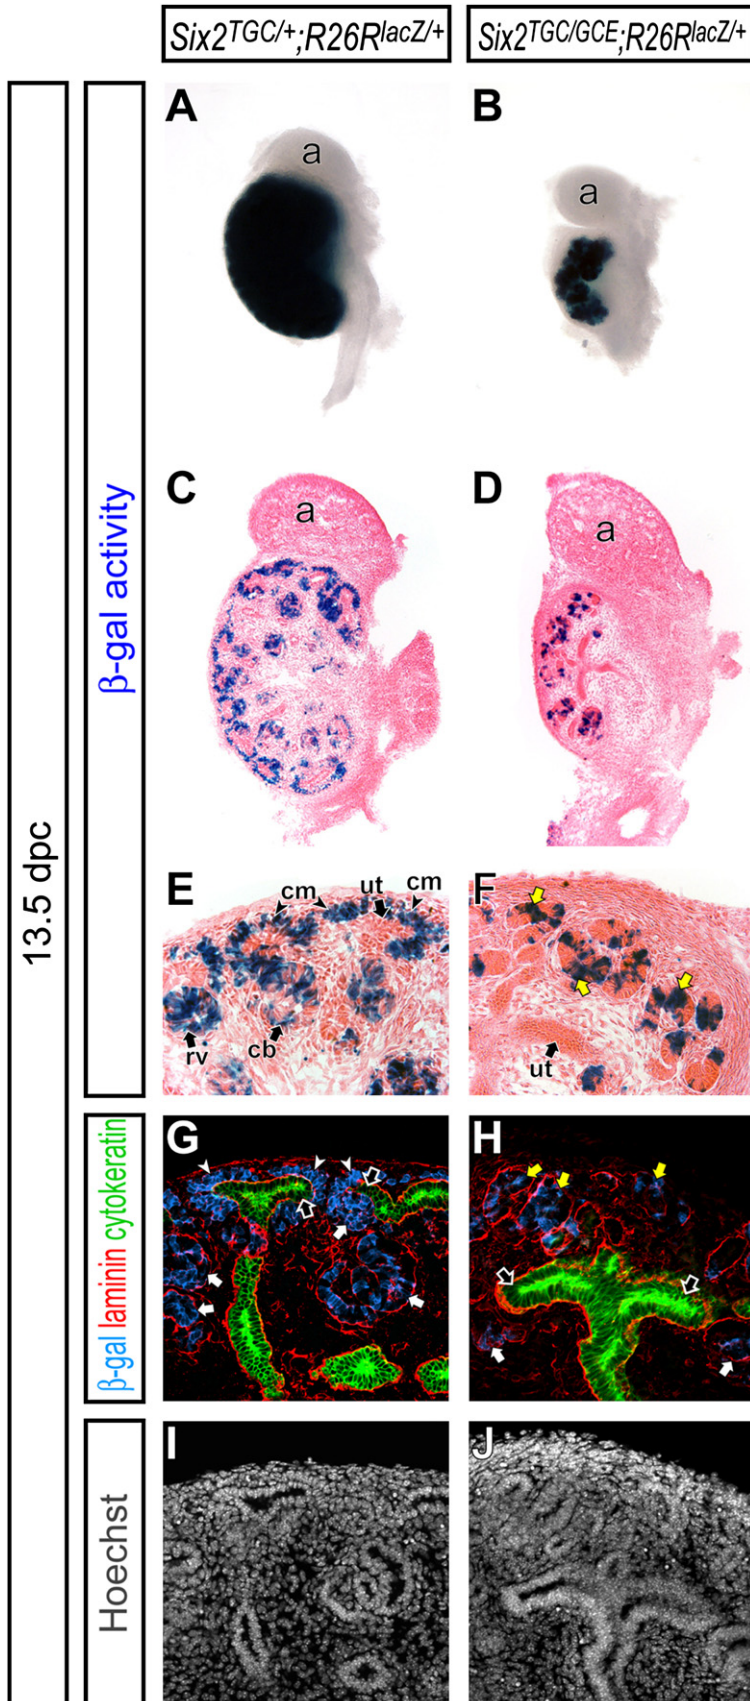 Six2TGC/+;R26RlacZ/+
Six2TGC/GCE;R26RlacZ/+
13.5 dpc
β-gal activity
A
a
B
a
C
a
D
a
E
cm
ut
cm
rv
cb
F
ut
β-gal laminin cytokeratin
G
H
Hoechst
I
J